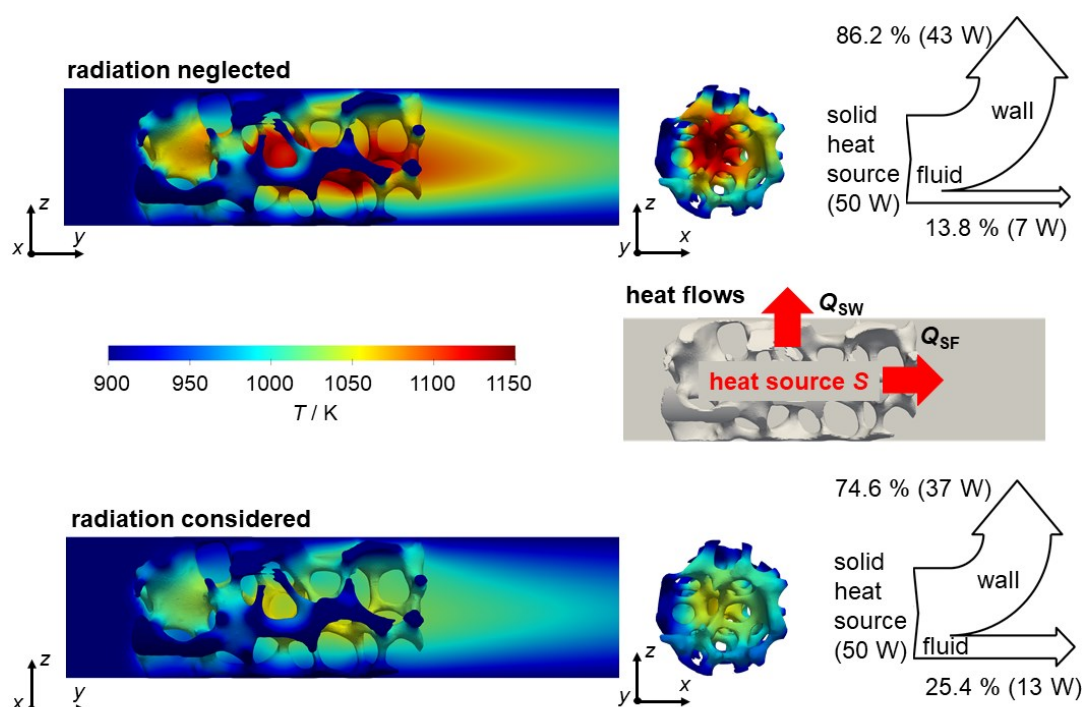 radiation neglected
z
x
y
z
y
x
86.2 % (43 W)
solid
heat
source
(50 W)
wall
fluid
13.8 % (7 W)
900 950 1000 1050 1100 1150
T / K
heat flows
QSW
QSF
heat source S
radiation considered
z
x
y
z
y
x
74.6 % (37 W)
solid
heat
source
(50 W)
wall
fluid
25.4 % (13 W)